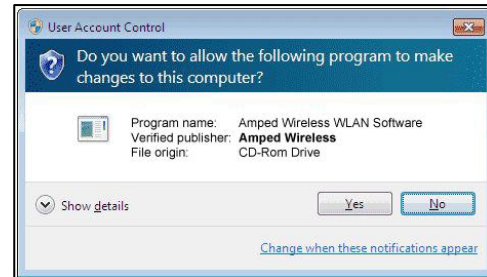 User Account Control
Do you want to allow the following program to make
changes to this computer?
Program name: Amped Wireless WLAN Software
Verified publisher: Amped Wireless
File origin: CD-Rom Drive
Show details
Yes No
Change when these notifications appear